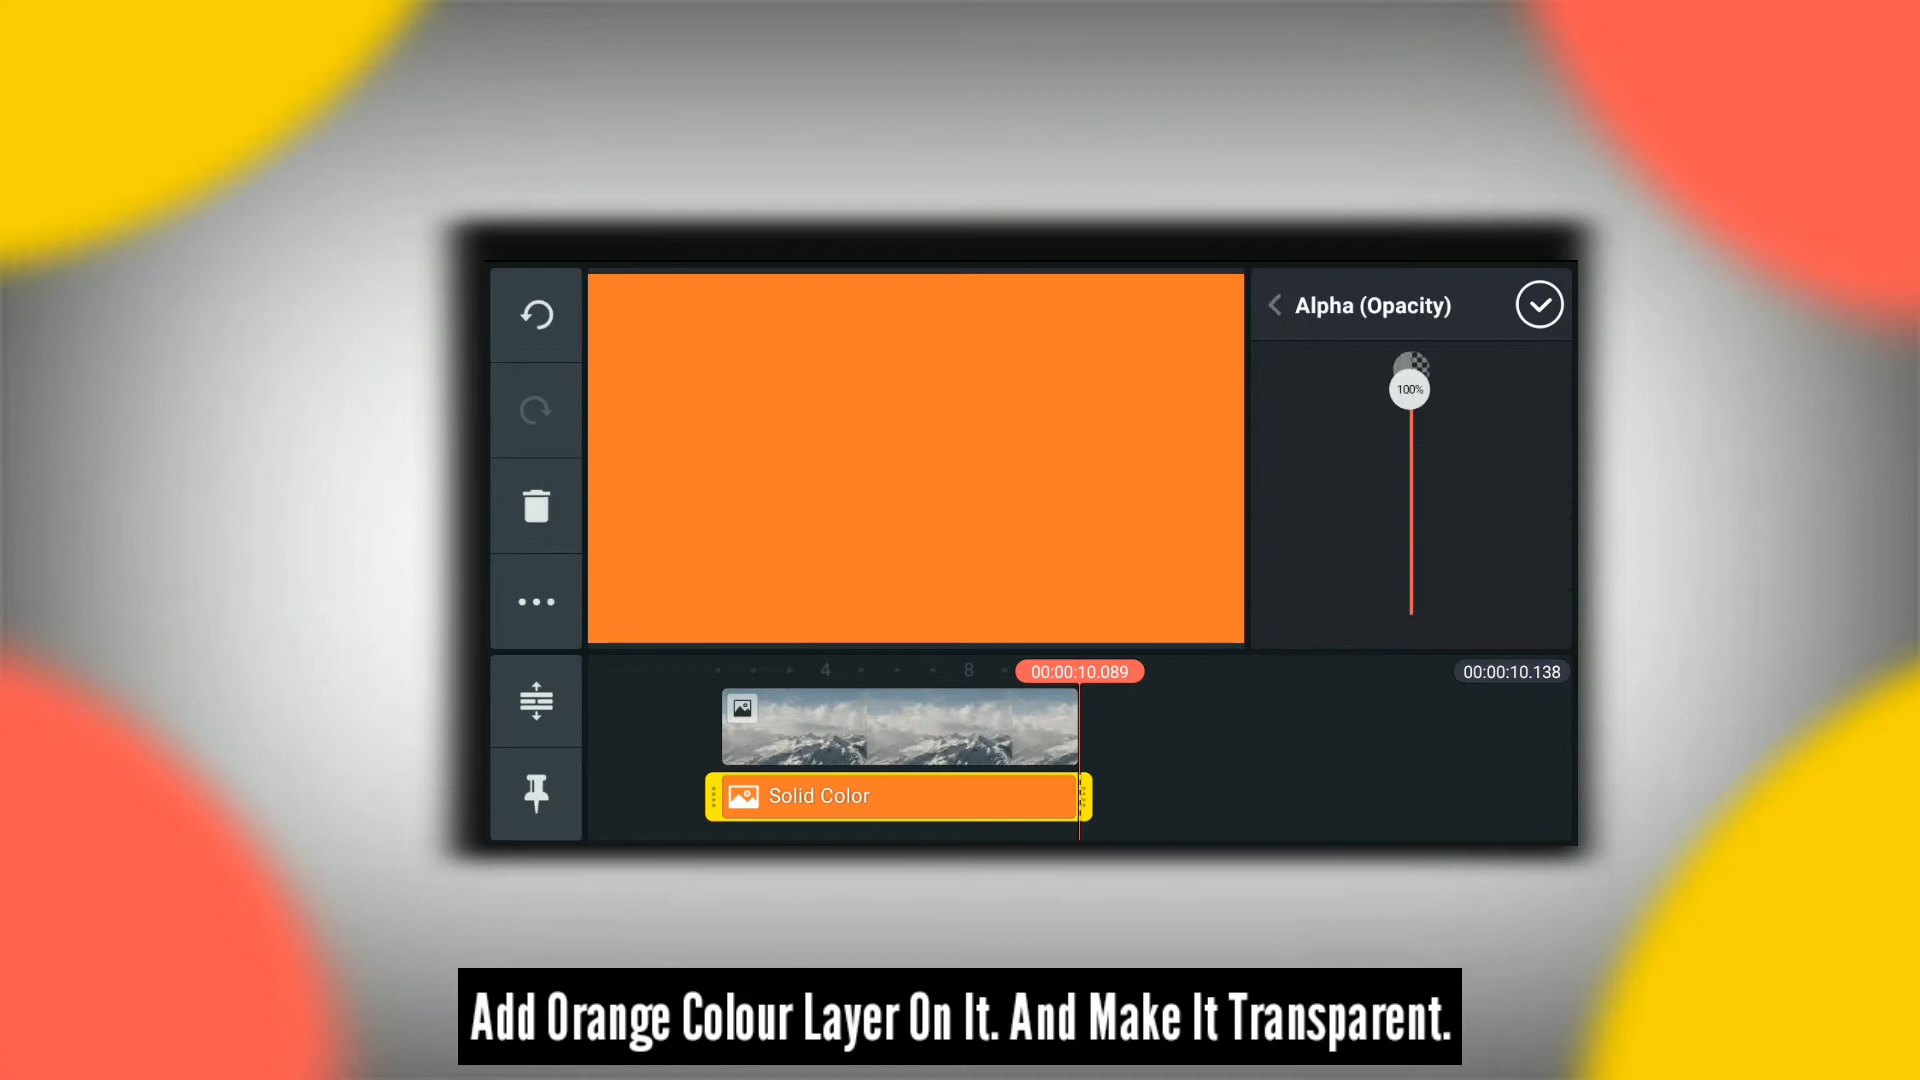 Alpha (Opacity)
100%
4
8
00:00:10.089
00:00:10.138
Solid Color
Add Orange Colour Layer On It. And Make It Transparent.